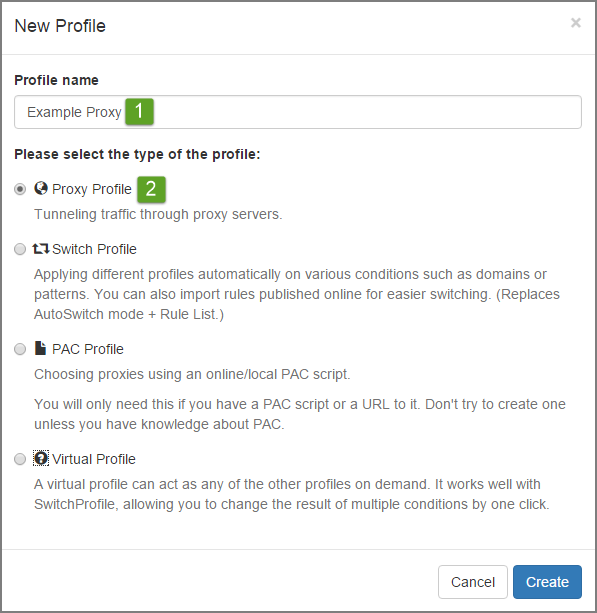 New Profile ×
Profile name
Example Proxy 1
Please select the type of the profile:
Proxy Profile 2
Tunneling traffic through proxy servers.
Switch Profile
Applying different profiles automatically on various conditions such as domains or
patterns. You can also import rules published online for easier switching. (Replaces
AutoSwitch mode + Rule List.)
PAC Profile
Choosing proxies using an online/local PAC script.
You will only need this if you have a PAC script or a URL to it. Don't try to create one
unless you have knowledge about PAC.
Virtual Profile
A virtual profile can act as any of the other profiles on demand. It works well with
SwitchProfile, allowing you to change the result of multiple conditions by one click.
Cancel Create